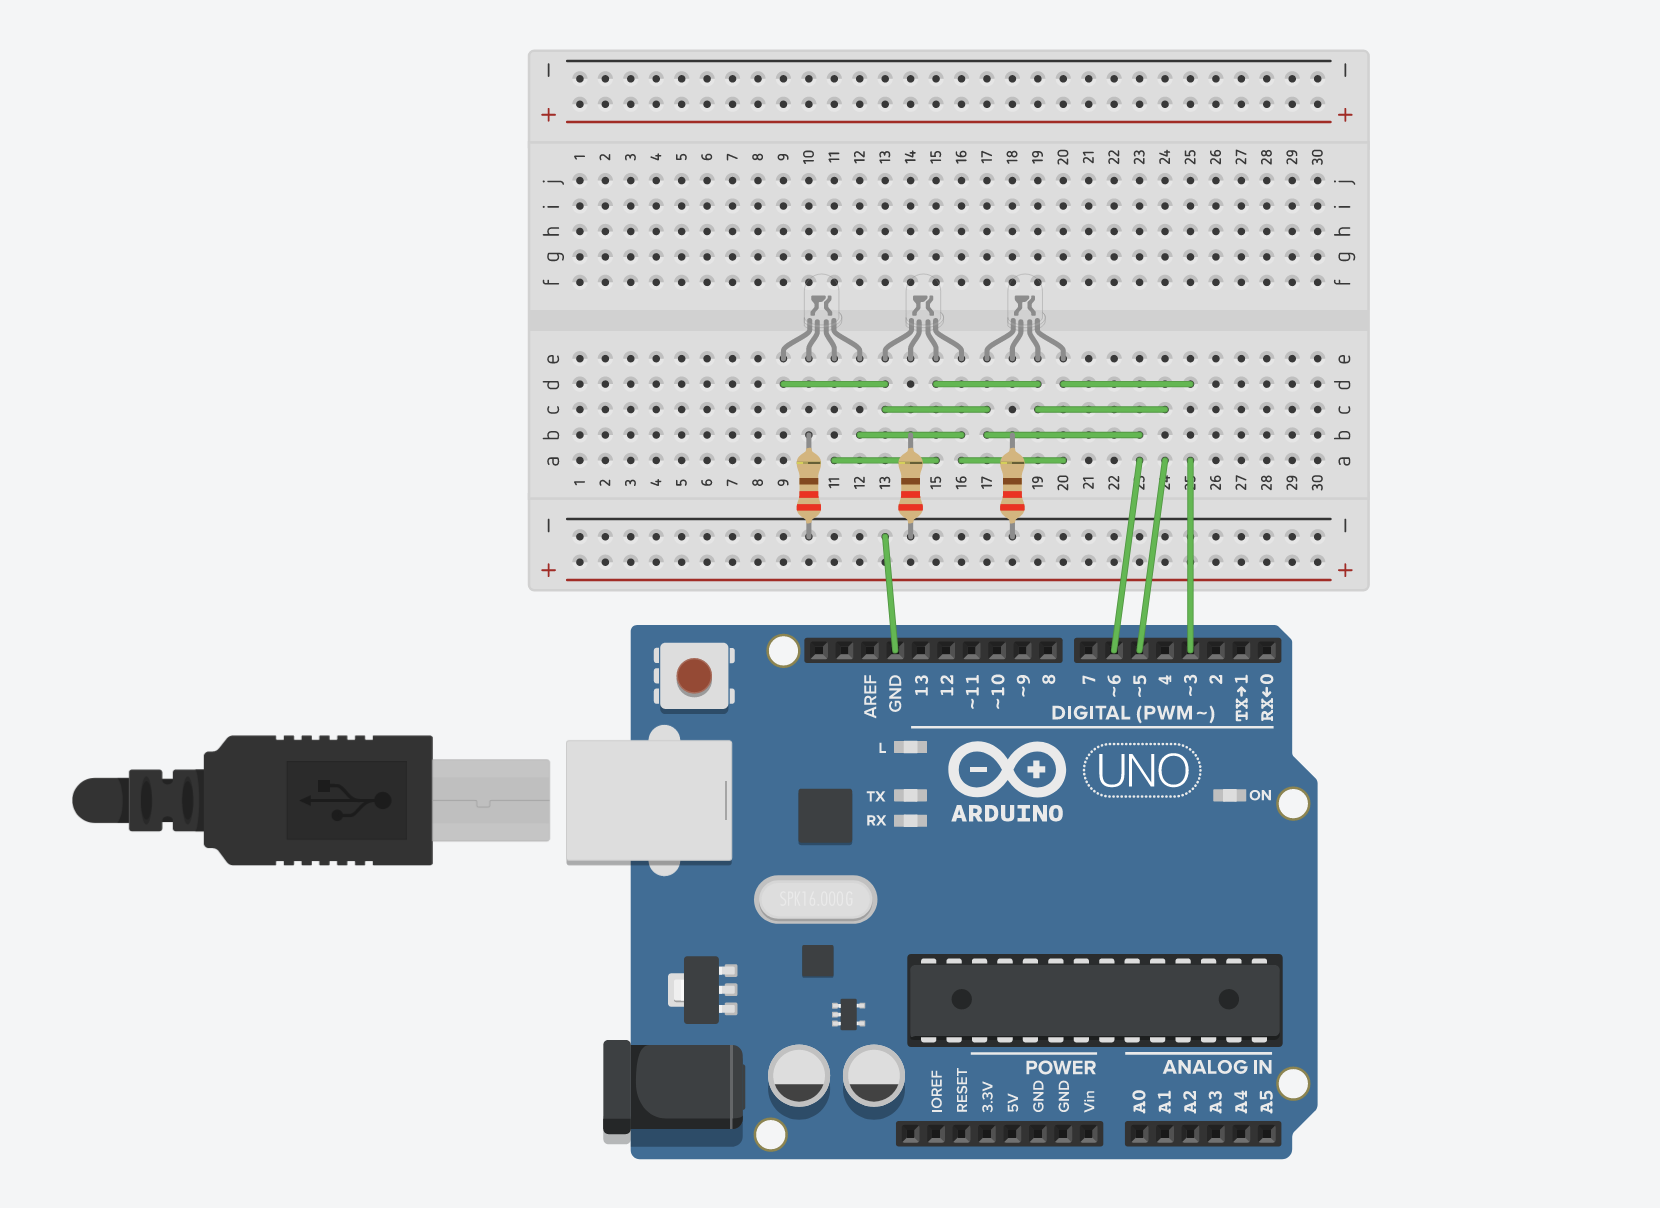 − −
+ +
1 2 3 4 5 6 7 8 9 10 11 12 13 14 15 16 17 18 19 20 21 22 23 24 25 26 27 28 29 30
j j
i i
h h
g g
f f
e e
d d
c c
b b
a a
1 2 3 4 5 6 7 8 9 11 12 13 15 16 17 19 20 21 22 23 24 25 26 27 28 29 30
− −
+ +
AREF GND 13 12 ~11 ~10 ~9 8 7 ~6 ~5 4 ~3 2 TX→1 RX←0
DIGITAL (PWM~)
L
UNO
TX
ON
RX
ARDUINO
SPK16.000G
POWER
ANALOG IN
IOREF RESET 3.3V 5V GND GND Vin A0 A1 A2 A3 A4 A5